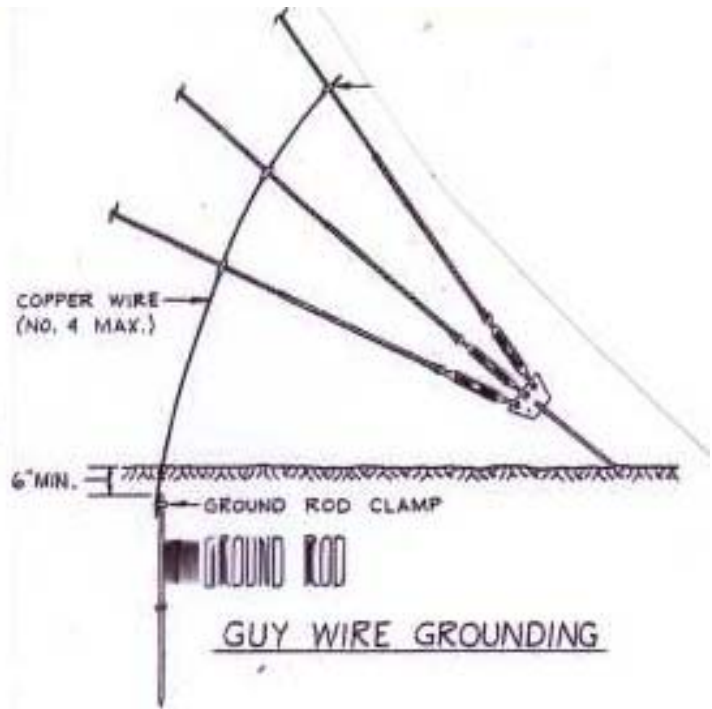 COPPER WIRE
(NO. 4 MAX.)
6" MIN.
GROUND ROD CLAMP
GROUND ROD
GUY WIRE GROUNDING